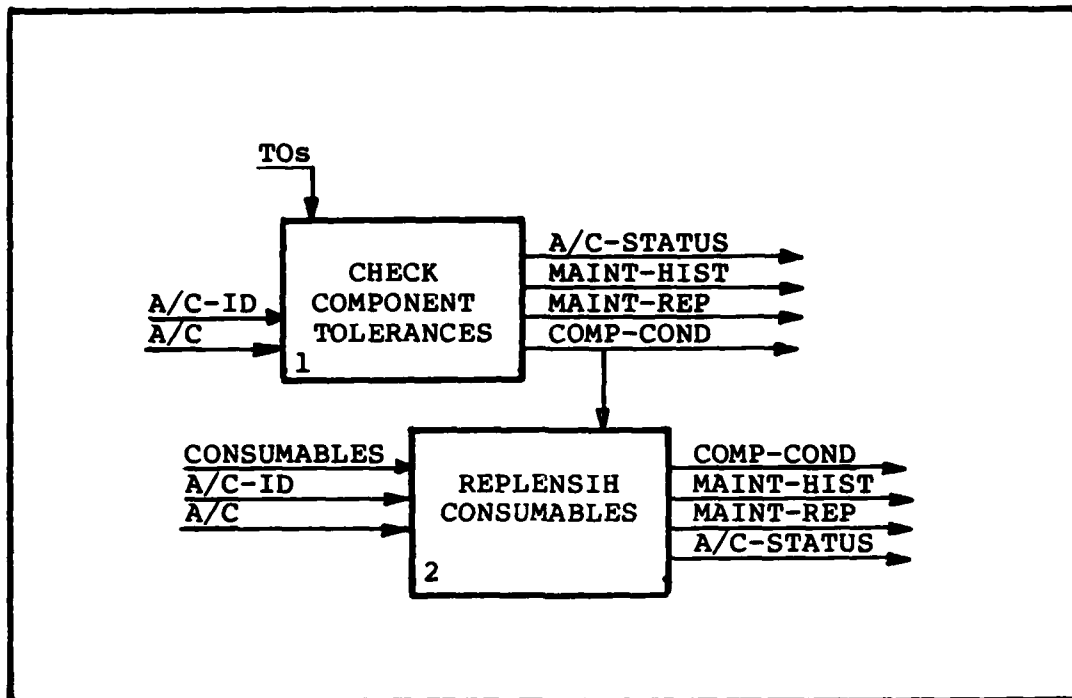 TOs
A/C-ID
A/C
CHECK
COMPONENT
TOLERANCES
1
A/C-STATUS
MAINT-HIST
MAINT-REP
COMP-COND
CONSUMABLES
A/C-ID
A/C
REPLENSIH
CONSUMABLES
2
COMP-COND
MAINT-HIST
MAINT-REP
A/C-STATUS